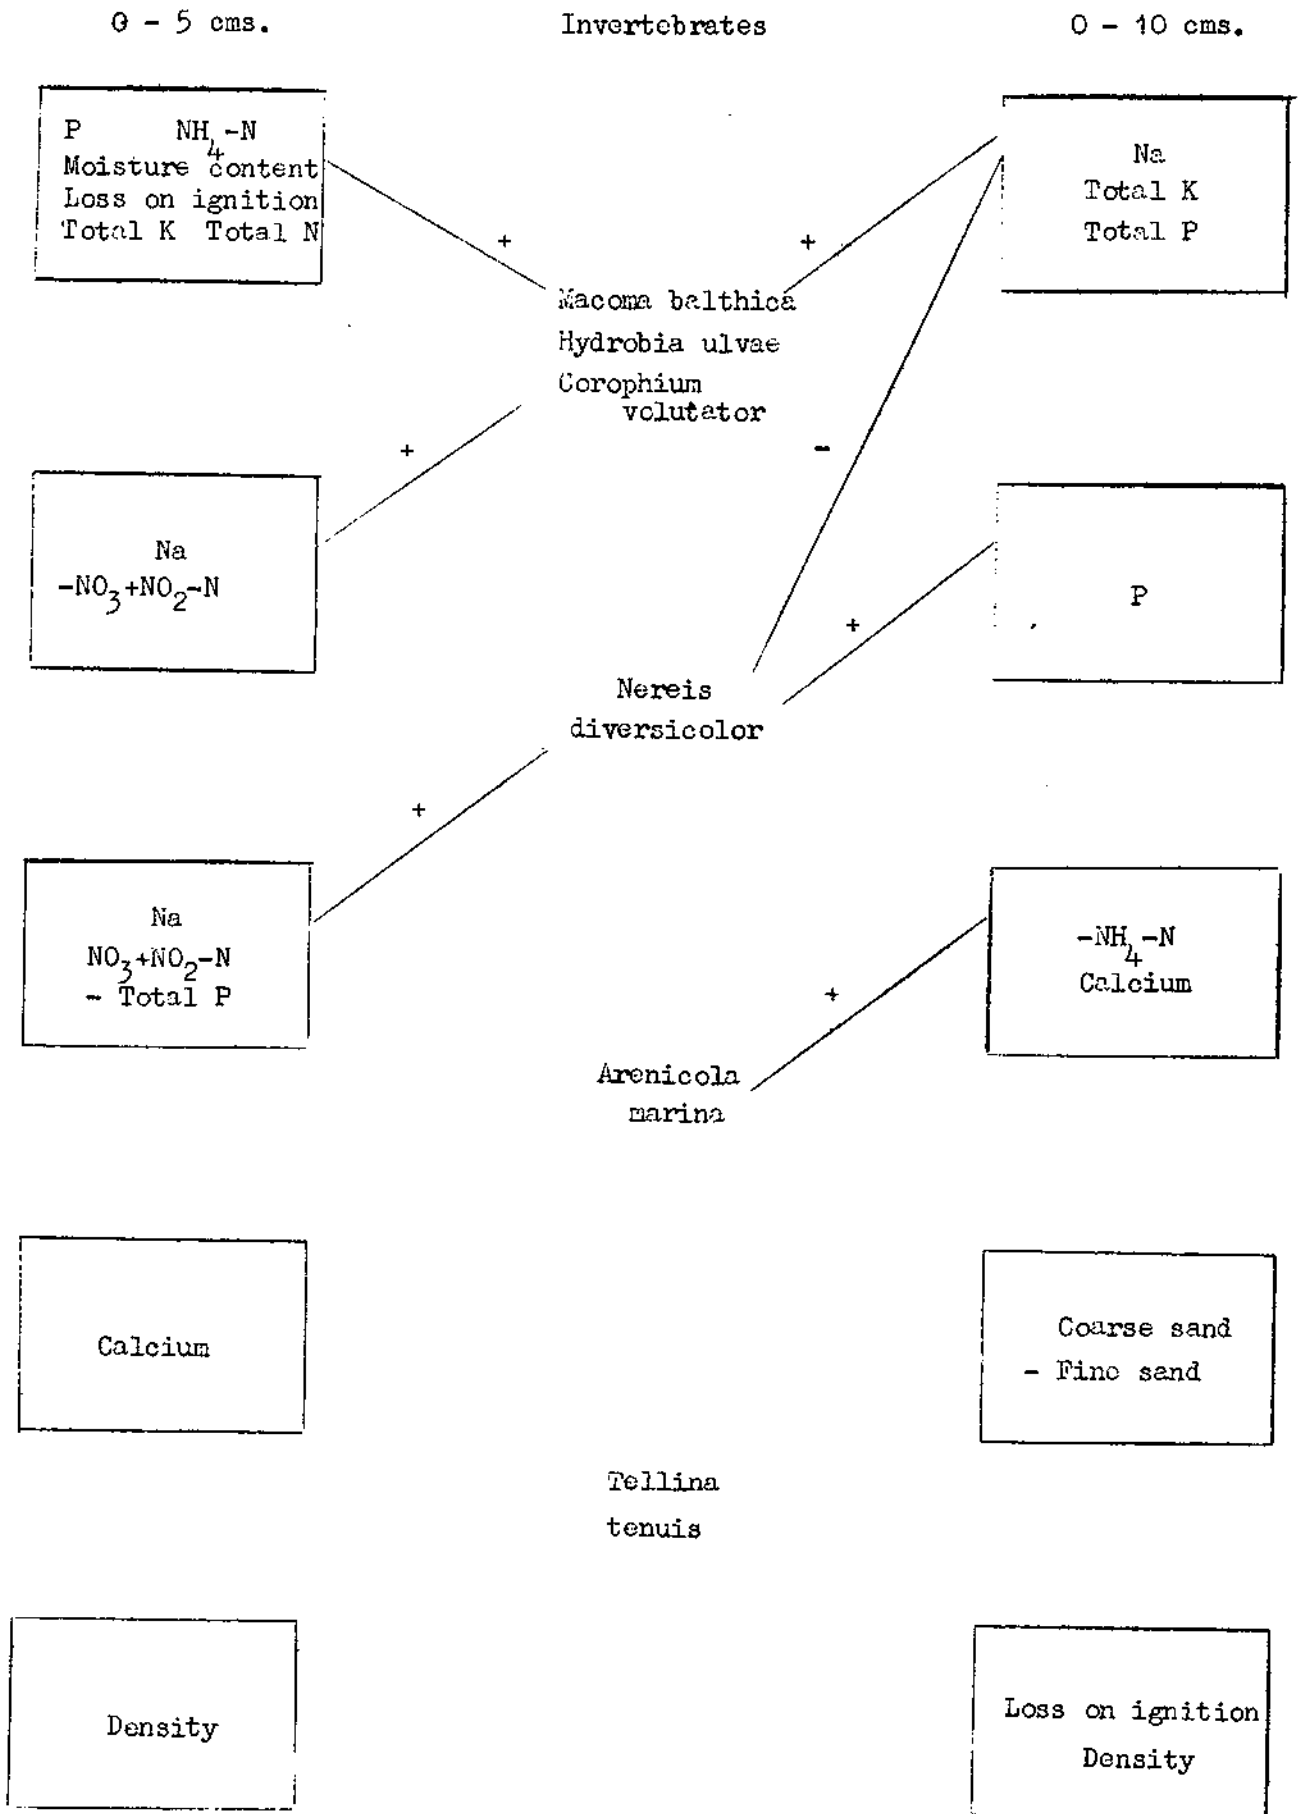 0 - 5 cms.
Invertebrates
0 - 10 cms.
P NH4-N
Moisture content
Loss on ignition
Total K Total N
+
+
Na
Total K
Total P
Macoma balthica
Hydrobia ulvae
Corophium
volutator
+
-
Na
-NO3+NO2-N
P
+
Nereis
diversicolor
+
Na
NO3+NO2-N
- Total P
-NH4-N
Calcium
+
Arenicola
marina
Calcium
Coarse sand
- Fine sand
Tellina
tenuis
Density
Loss on ignition
Density